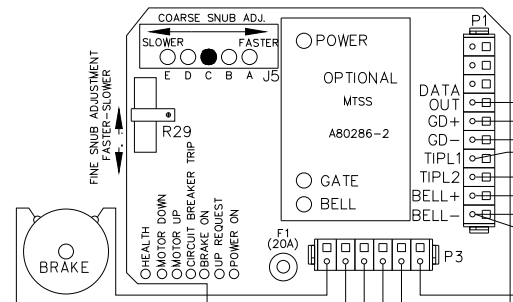 COARSE SNUB ADJ.
SLOWER
FASTER
E D C B A
J5
FINE SNUB ADJUSTMENT
FASTER-SLOWER
R29
POWER
OPTIONAL
MTSS
A80286-2
GATE
BELL
P1
DATA
OUT
GD+
GD-
TIPL1
TIPL2
BELL+
BELL-
HEALTH
MOTOR DOWN
MOTOR UP
CIRCUIT BREAKER TRIP
BRAKE ON
UP REQUEST
POWER ON
F1
(20A)
P3
BRAKE